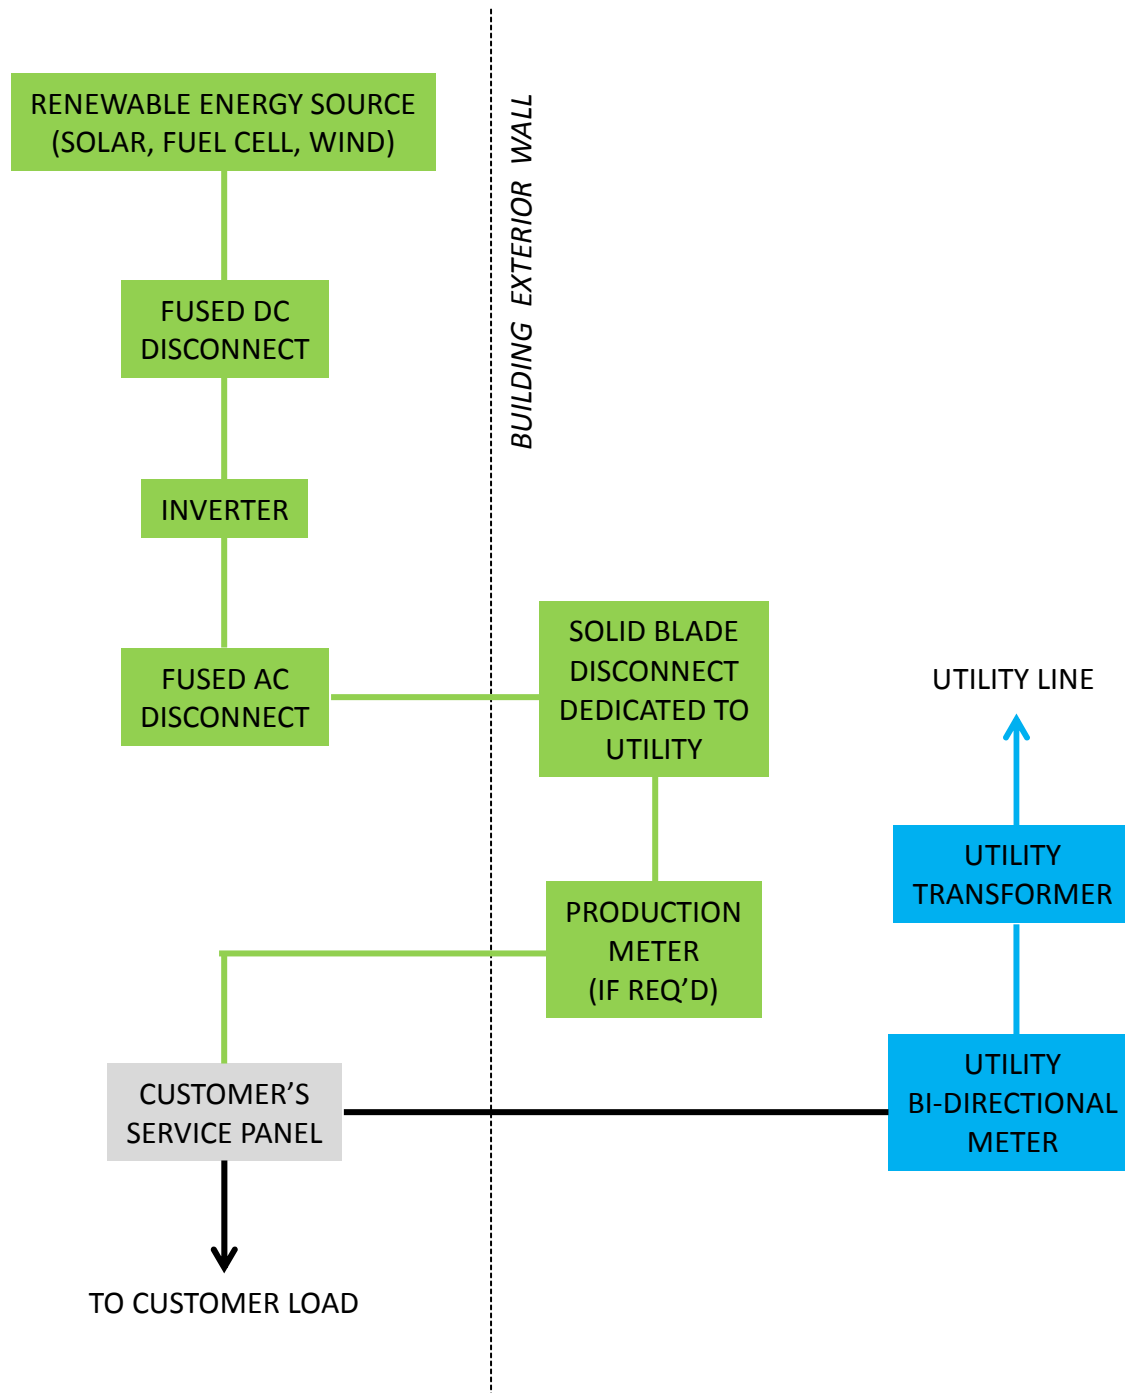 RENEWABLE ENERGY SOURCE
(SOLAR, FUEL CELL, WIND)
BUILDING EXTERIOR WALL
FUSED DC
DISCONNECT
INVERTER
FUSED AC
DISCONNECT
SOLID BLADE
DISCONNECT
DEDICATED TO
UTILITY
UTILITY LINE
UTILITY
TRANSFORMER
PRODUCTION
METER
(IF REQ’D)
CUSTOMER’S
SERVICE PANEL
UTILITY
BI-DIRECTIONAL
METER
TO CUSTOMER LOAD